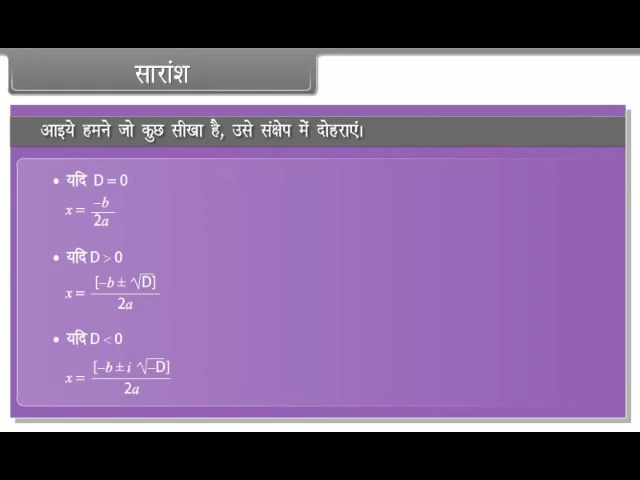 सारांश
आइये हमने जो कुछ सीखा है, उसे संक्षेप में दोहराएं।
• यदि D = 0
x = –b / 2a
• यदि D > 0
x = [–b ± √D] / 2a
• यदि D < 0
x = [–b ± i √–D] / 2a